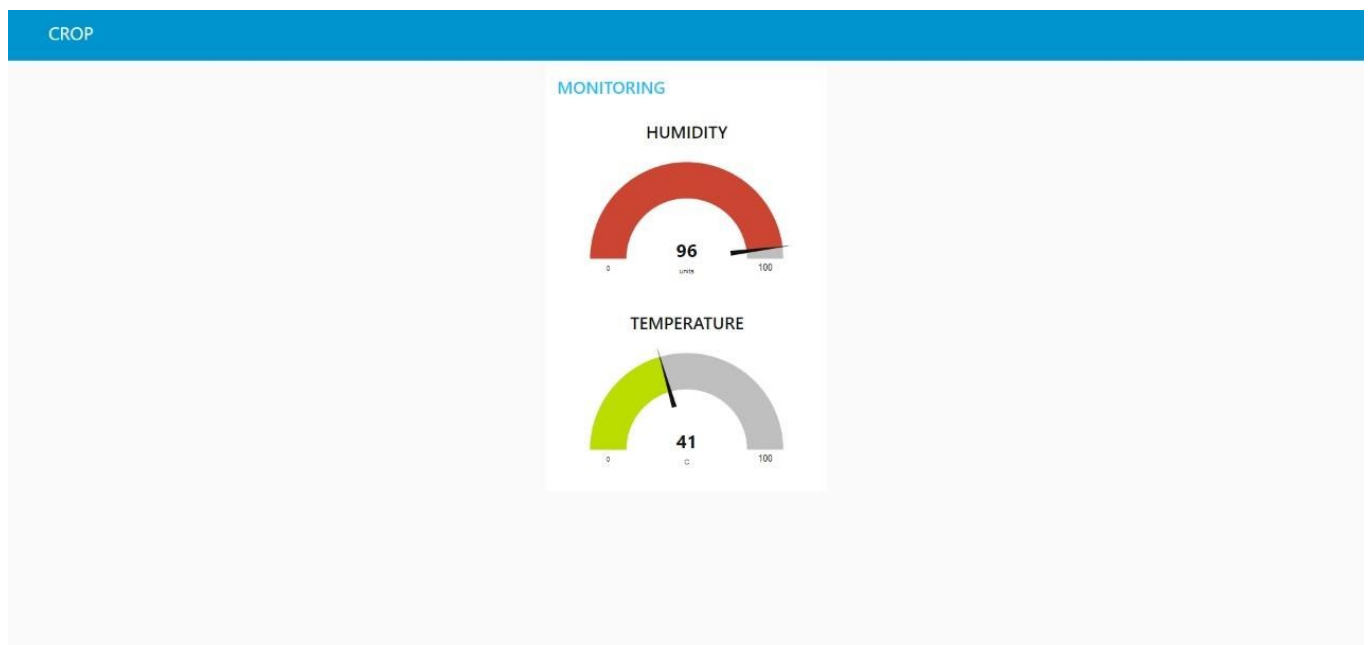 CROP
MONITORING
HUMIDITY
96
units
0
100
TEMPERATURE
41
C
0
100